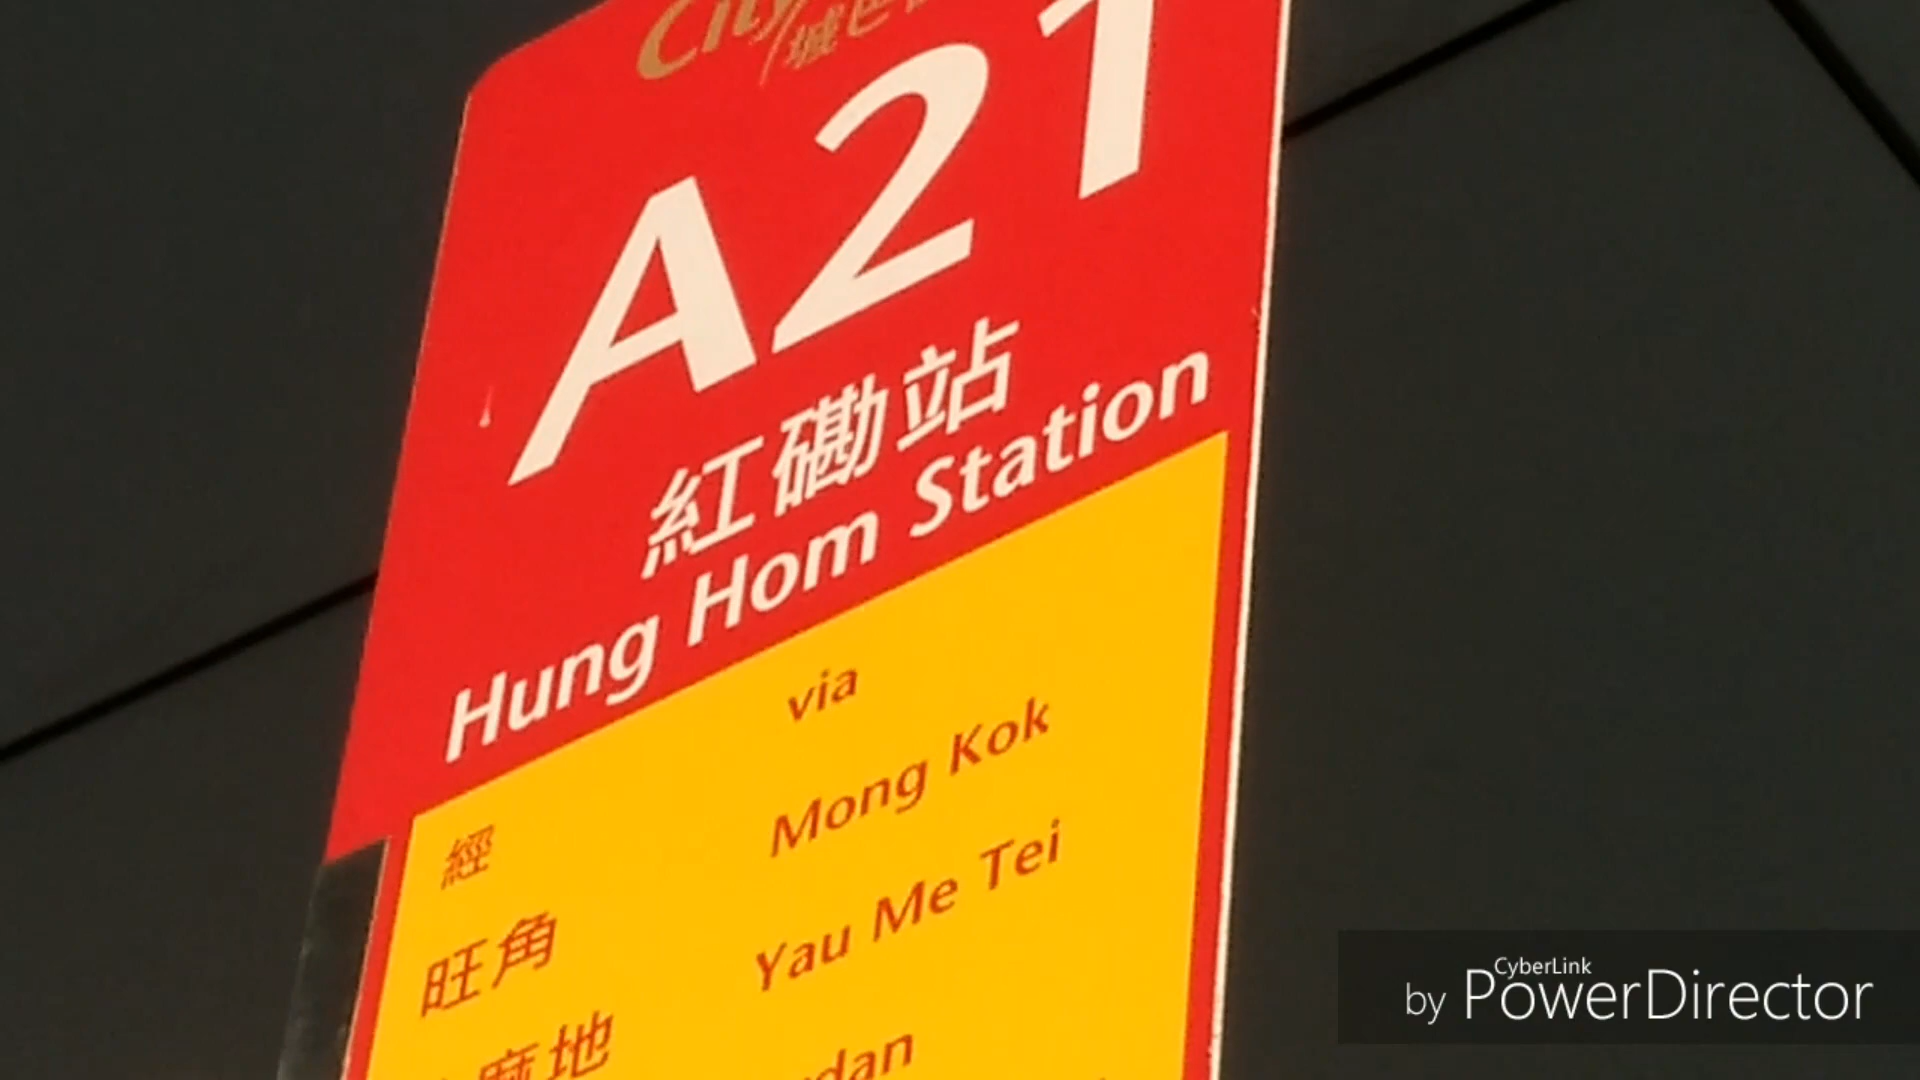 City
城巴
A21
紅磡站
Hung Hom Station
經
via
旺角
Mong Kok
Yau Me Tei
麻地
CyberLink
by PowerDirector